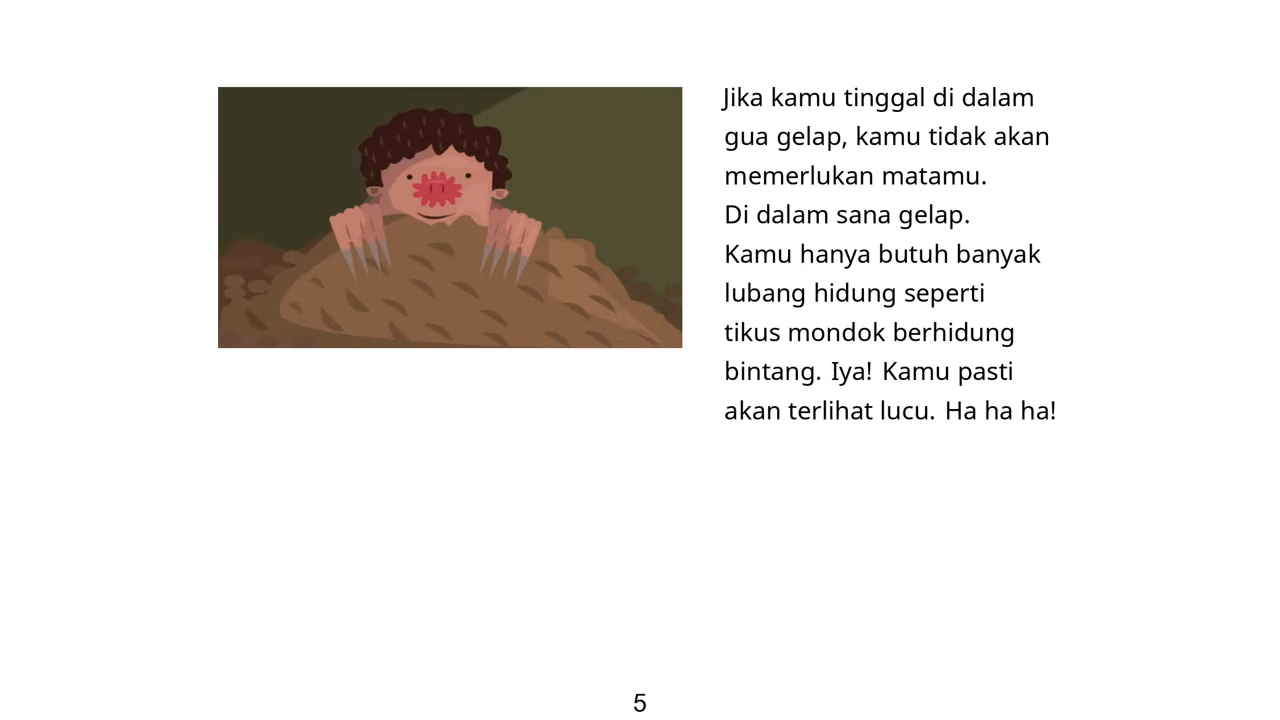 Jika kamu tinggal di dalam
gua gelap, kamu tidak akan
memerlukan matamu.
Di dalam sana gelap.
Kamu hanya butuh banyak
lubang hidung seperti
tikus mondok berhidung
bintang. Iya! Kamu pasti
akan terlihat lucu. Ha ha ha!
5